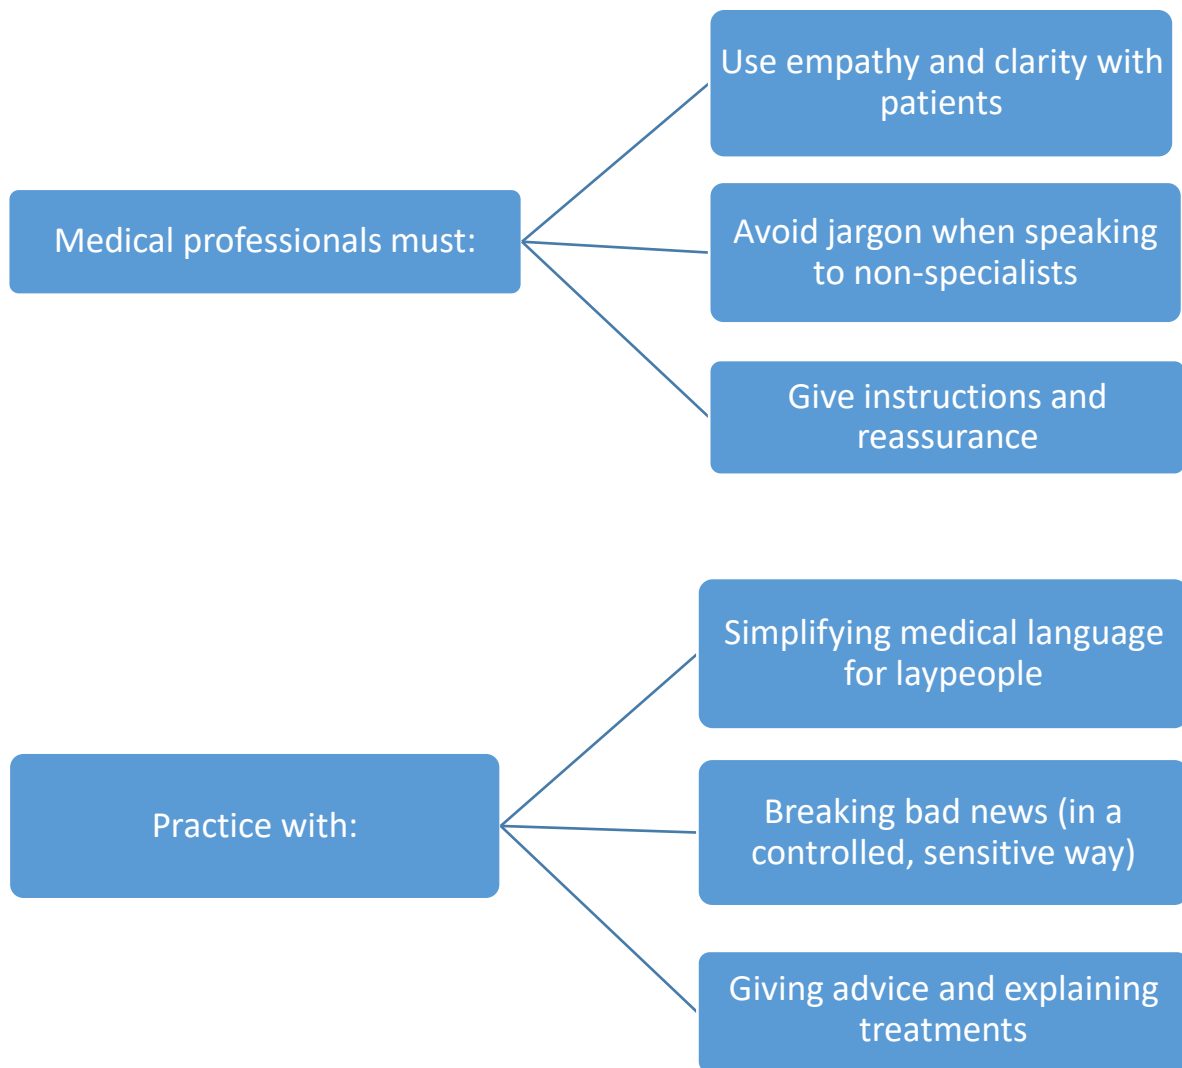 Medical professionals must:
Use empathy and clarity with
patients
Avoid jargon when speaking
to non-specialists
Give instructions and
reassurance
Practice with:
Simplifying medical language
for laypeople
Breaking bad news (in a
controlled, sensitive way)
Giving advice and explaining
treatments